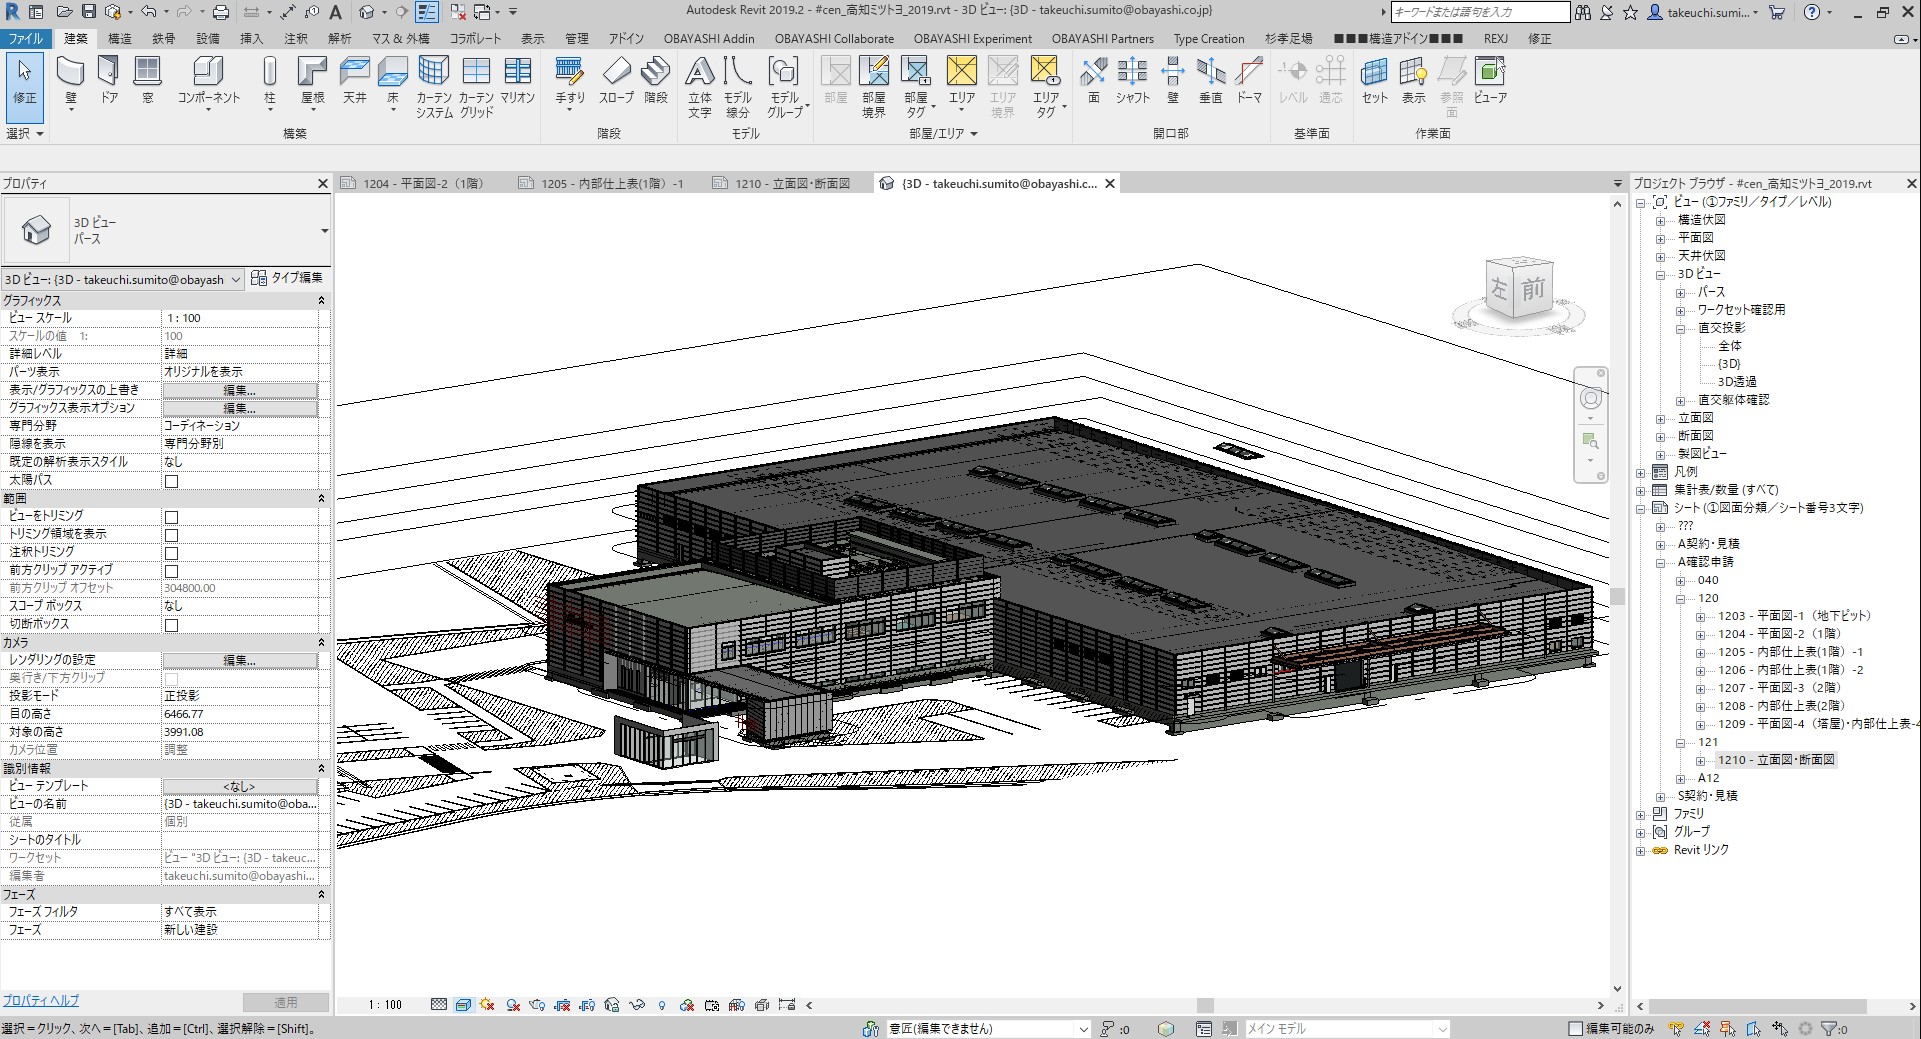 Autodesk Revit 2019.2 - #cen_高知ミツトヨ_2019.rvt - 3D ビュー: {3D - takeuchi.sumito@obayashi.co.jp}
キーワードまたは語句を入力
takeuchi.sumi...
ファイル 建築 構造 鉄骨 設備 挿入 注釈 解析 マス & 外構 コラボレート 表示 管理 アドイン OBAYASHI Addin OBAYASHI Collaborate OBAYASHI Experiment OBAYASHI Partners Type Creation 杉孝足場 ■■■構造アドイン■■■ REXJ 修正
修正 壁 ドア 窓 コンポーネント 柱 屋根 天井 床 カーテン システム カーテン グリッド マリオン 手すり スロープ 階段 立体 文字 モデル 線分 モデル グループ 部屋 部屋 境界 部屋 タグ エリア エリア 境界 エリア タグ 面 シャフト 壁 垂直 ドーマ レベル 通芯 セット 表示 参照 面 ビューア
選択 構築 階段 モデル 部屋/エリア 開口部 基準面 作業面
プロパティ
1204 - 平面図-2（1階）
1205 - 内部仕上表(1階）-1
1210 - 立面図・断面図
{3D - takeuchi.sumito@obayashi.c...
3D ビュー
パース
3D ビュー: {3D - takeuchi.sumito@obayash
タイプ編集
グラフィックス
ビュー スケール 1 : 100
スケールの値 1: 100
詳細レベル 詳細
パーツ表示 オリジナルを表示
表示/グラフィックスの上書き 編集...
グラフィックス表示オプション 編集...
専門分野 コーディネーション
隠線を表示 専門分野別
既定の解析表示スタイル なし
太陽パス
範囲
ビューをトリミング
トリミング領域を表示
注釈トリミング
前方クリップ アクティブ
前方クリップ オフセット 304800.00
スコープ ボックス なし
切断ボックス
カメラ
レンダリングの設定 編集...
奥行き/下方クリップ
投影モード 正投影
目の高さ 6466.77
対象の高さ 3991.08
カメラ位置 調整
識別情報
ビュー テンプレート <なし>
ビューの名前 {3D - takeuchi.sumito@oba...
従属 個別
シートのタイトル
ワークセット ビュー "3D ビュー: {3D - takeuc...
編集者 takeuchi.sumito@obayashi...
フェーズ
フェーズ フィルタ すべて表示
フェーズ 新しい建設
プロパティ ヘルプ
適用
左 前
1 : 100
プロジェクト ブラウザ - #cen_高知ミツトヨ_2019.rvt
ビュー (①ファミリ／タイプ／レベル)
構造伏図
平面図
天井伏図
3D ビュー
パース
ワークセット確認用
直交投影
全体
{3D}
3D透過
直交躯体確認
立面図
断面図
製図ビュー
凡例
集計表/数量 (すべて)
シート (①図面分類／シート番号3文字)
???
A契約・見積
A確認申請
040
120
1203 - 平面図-1（地下ピット）
1204 - 平面図-2（1階）
1205 - 内部仕上表(1階）-1
1206 - 内部仕上表(1階）-2
1207 - 平面図-3（2階）
1208 - 内部仕上表(2階）
1209 - 平面図-4（塔屋）・内部仕上表-4
121
1210 - 立面図・断面図
A12
S契約・見積
ファミリ
グループ
Revit リンク
選択＝クリック、次へ＝[Tab]、追加＝[Ctrl]、選択解除＝[Shift]。
意匠(編集できません)
:0
メイン モデル
編集可能のみ
:0